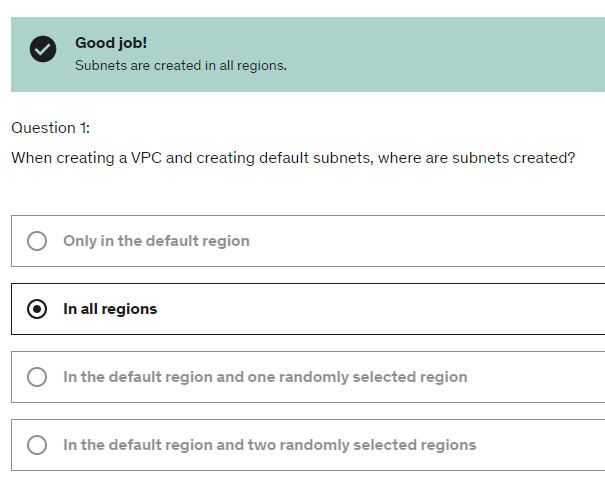 Good job!
Subnets are created in all regions.
Question 1:
When creating a VPC and creating default subnets, where are subnets created?
Only in the default region
In all regions
In the default region and one randomly selected region
In the default region and two randomly selected regions